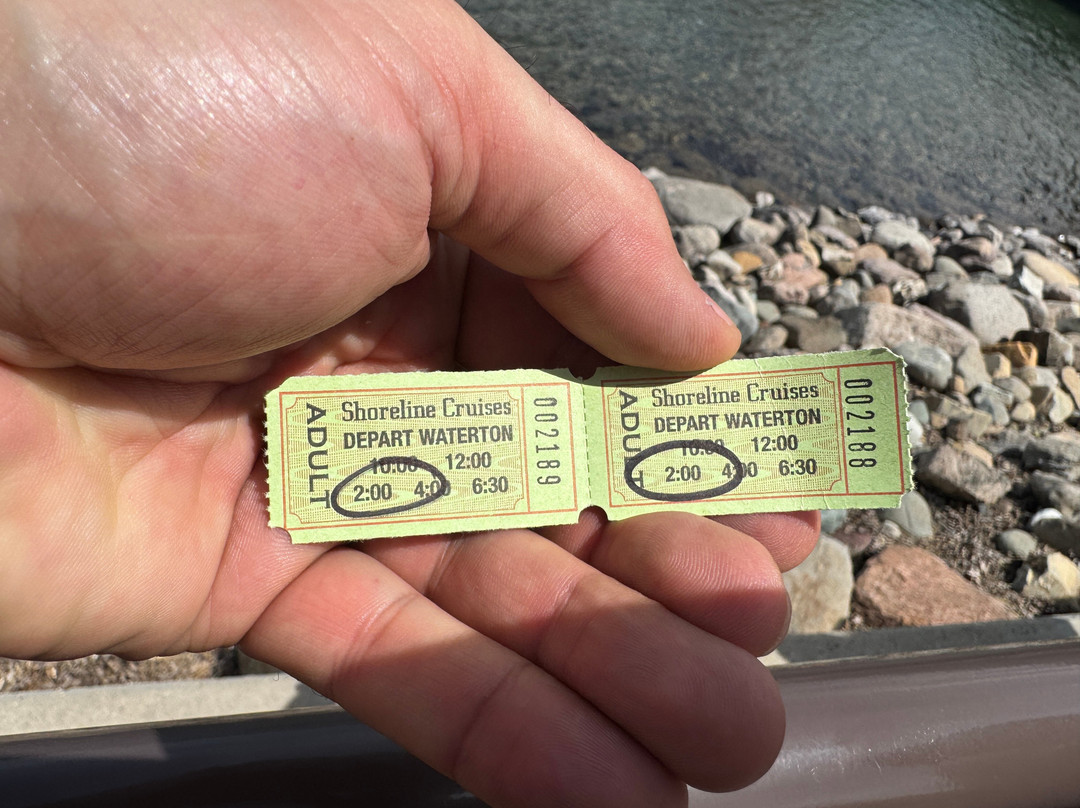 ADULT
Shoreline Cruises
DEPART WATERTON
10:00 12:00
2:00 4:00 6:30
002189
ADULT
Shoreline Cruises
DEPART WATERTON
10:00 12:00
2:00 4:00 6:30
002188